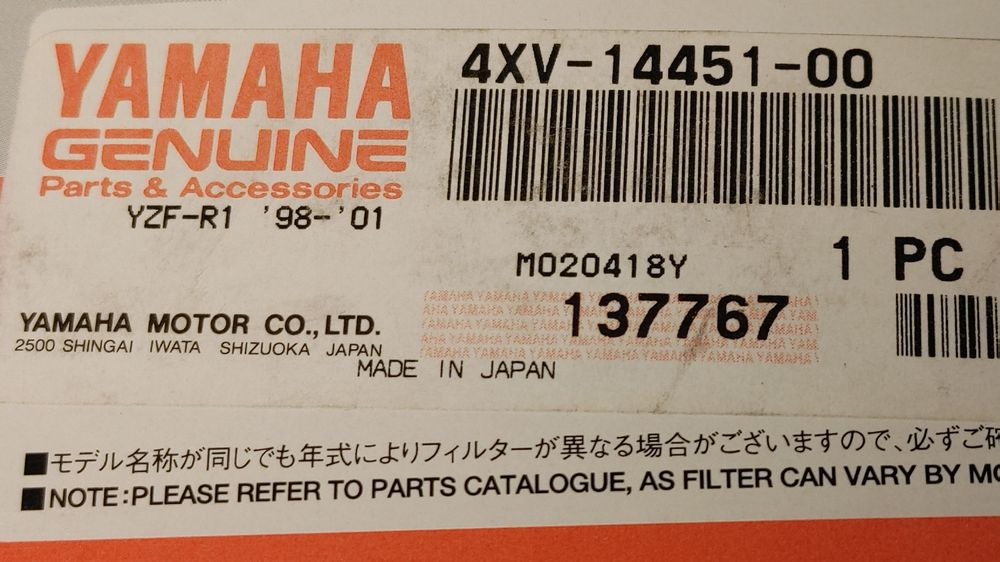 YAMAHA
GENUINE
Parts & Accessories
YZF-R1 '98-'01
4XV-14451-00
M020418Y
1 PC
137767
YAMAHA MOTOR CO., LTD.
2500 SHINGAI IWATA SHIZUOKA JAPAN
MADE IN JAPAN
■モデル名称が同じでも年式によりフィルターが異なる場合がございますので、必ずご確
■NOTE:PLEASE REFER TO PARTS CATALOGUE, AS FILTER CAN VARY BY MO